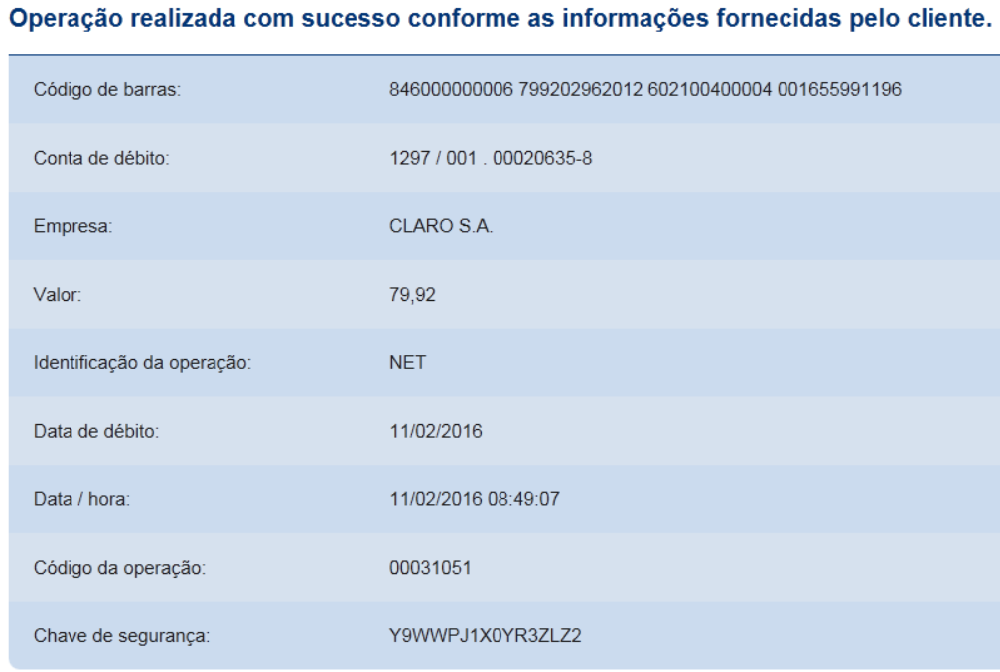 Operação realizada com sucesso conforme as informações fornecidas pelo cliente.
Código de barras: 846000000006 799202962012 602100400004 001655991196
Conta de débito: 1297 / 001 . 00020635-8
Empresa: CLARO S.A.
Valor: 79,92
Identificação da operação: NET
Data de débito: 11/02/2016
Data / hora: 11/02/2016 08:49:07
Código da operação: 00031051
Chave de segurança: Y9WWPJ1X0YR3ZLZ2